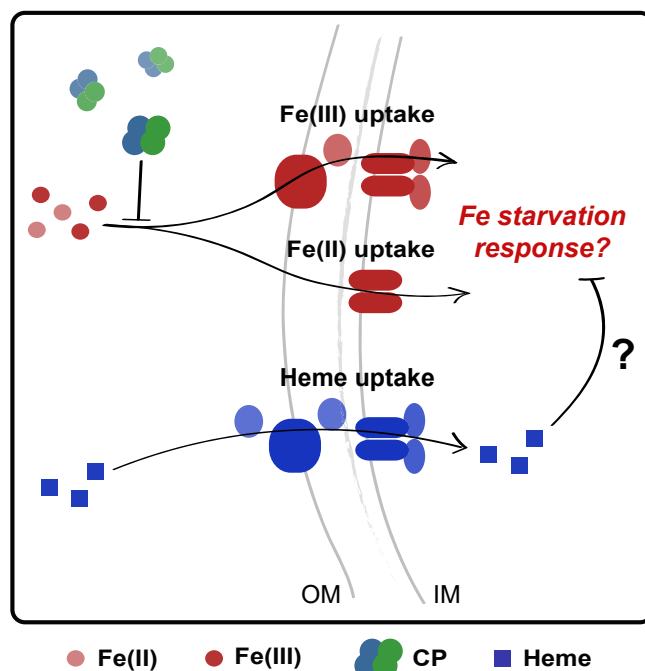 Fe(III) uptake
Fe starvation
response?
Fe(II) uptake
?
Heme uptake
OM
IM
Fe(II)
Fe(III)
CP
Heme